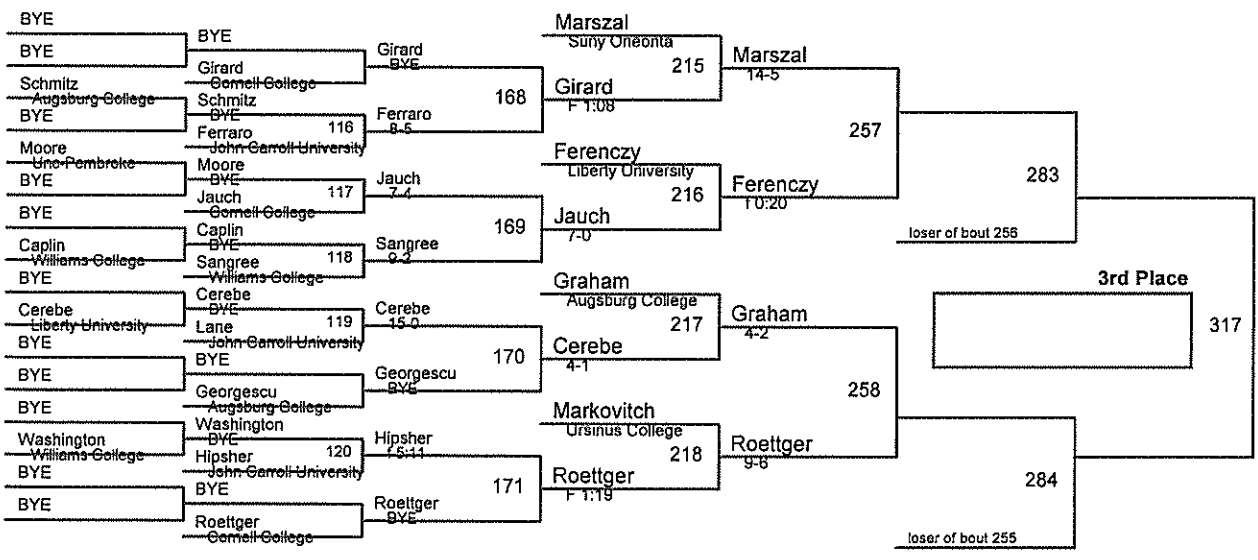 BYE
BYE
Schmitz
Augsburg College
BYE
Moore
Unc-Pembroke
BYE
BYE
Caplin
Williams College
BYE
Cerebe
Liberty University
BYE
BYE
BYE
Washington
Williams College
BYE
BYE
BYE
Girard
Cornell College
Schmitz
BYE
116
Ferraro
John Carroll University
Moore
BYE
117
Jauch
Cornell College
Caplin
BYE
118
Sangree
Williams College
Cerebe
BYE
119
Lane
John Carroll University
BYE
Georgescu
Augsburg College
Washington
BYE
120
Hipsher
John Carroll University
BYE
Roettger
Cornell College
Girard
BYE
168
Ferraro
8-5
Jauch
7-4
169
Sangree
9-2
Cerebe
15-0
170
Georgescu
BYE
Hipsher
f 5:11
171
Roettger
BYE
Marszal
Suny Oneonta
215
Girard
F 1:08
Ferenczy
Liberty University
216
Jauch
7-0
Graham
Augsburg College
217
Cerebe
4-1
Markovitch
Ursinus College
218
Roettger
F 1:19
Marszal
14-5
257
Ferenczy
f 0:20
Graham
4-2
258
Roettger
9-6
283
loser of bout 256
3rd Place
317
284
loser of bout 255